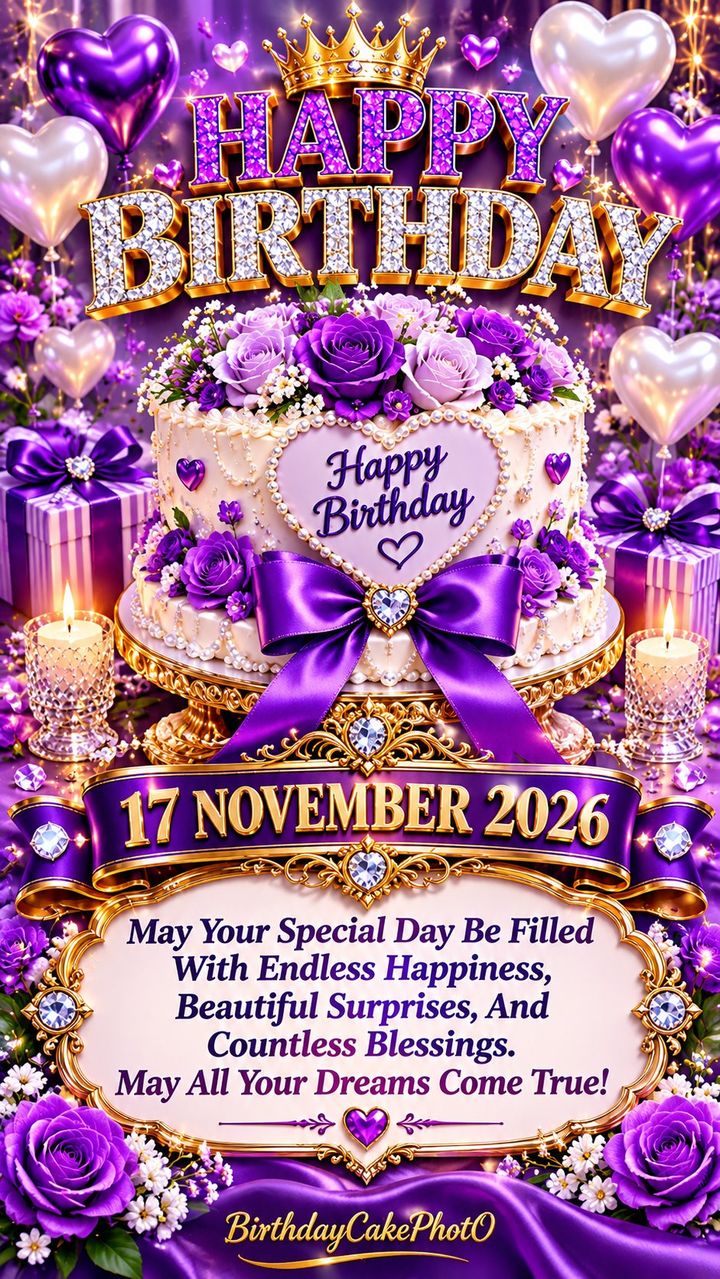 HAPPY
BIRTHDAY
Happy
Birthday
17 NOVEMBER 2026
May Your Special Day Be Filled
With Endless Happiness,
Beautiful Surprises, And
Countless Blessings.
May All Your Dreams Come True!
BirthdayCakePhotO